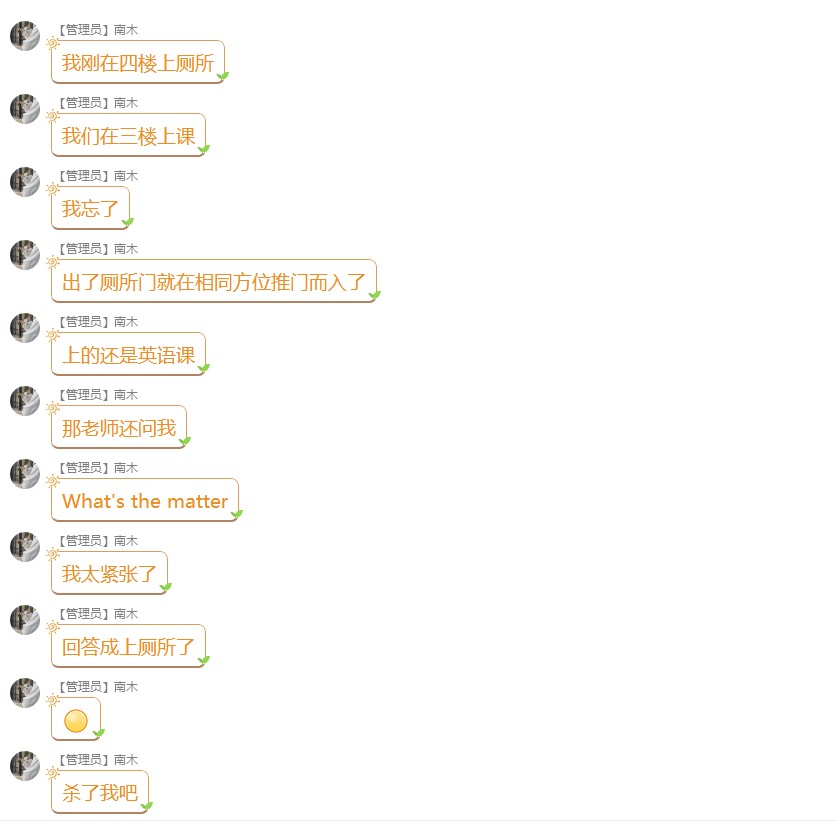 【管理员】南木
我刚在四楼上厕所
【管理员】南木
我们在三楼上课
【管理员】南木
我忘了
【管理员】南木
出了厕所门就在相同方位推门而入了
【管理员】南木
上的还是英语课
【管理员】南木
那老师还问我
【管理员】南木
What's the matter
【管理员】南木
我太紧张了
【管理员】南木
回答成上厕所了
【管理员】南木
【管理员】南木
杀了我吧